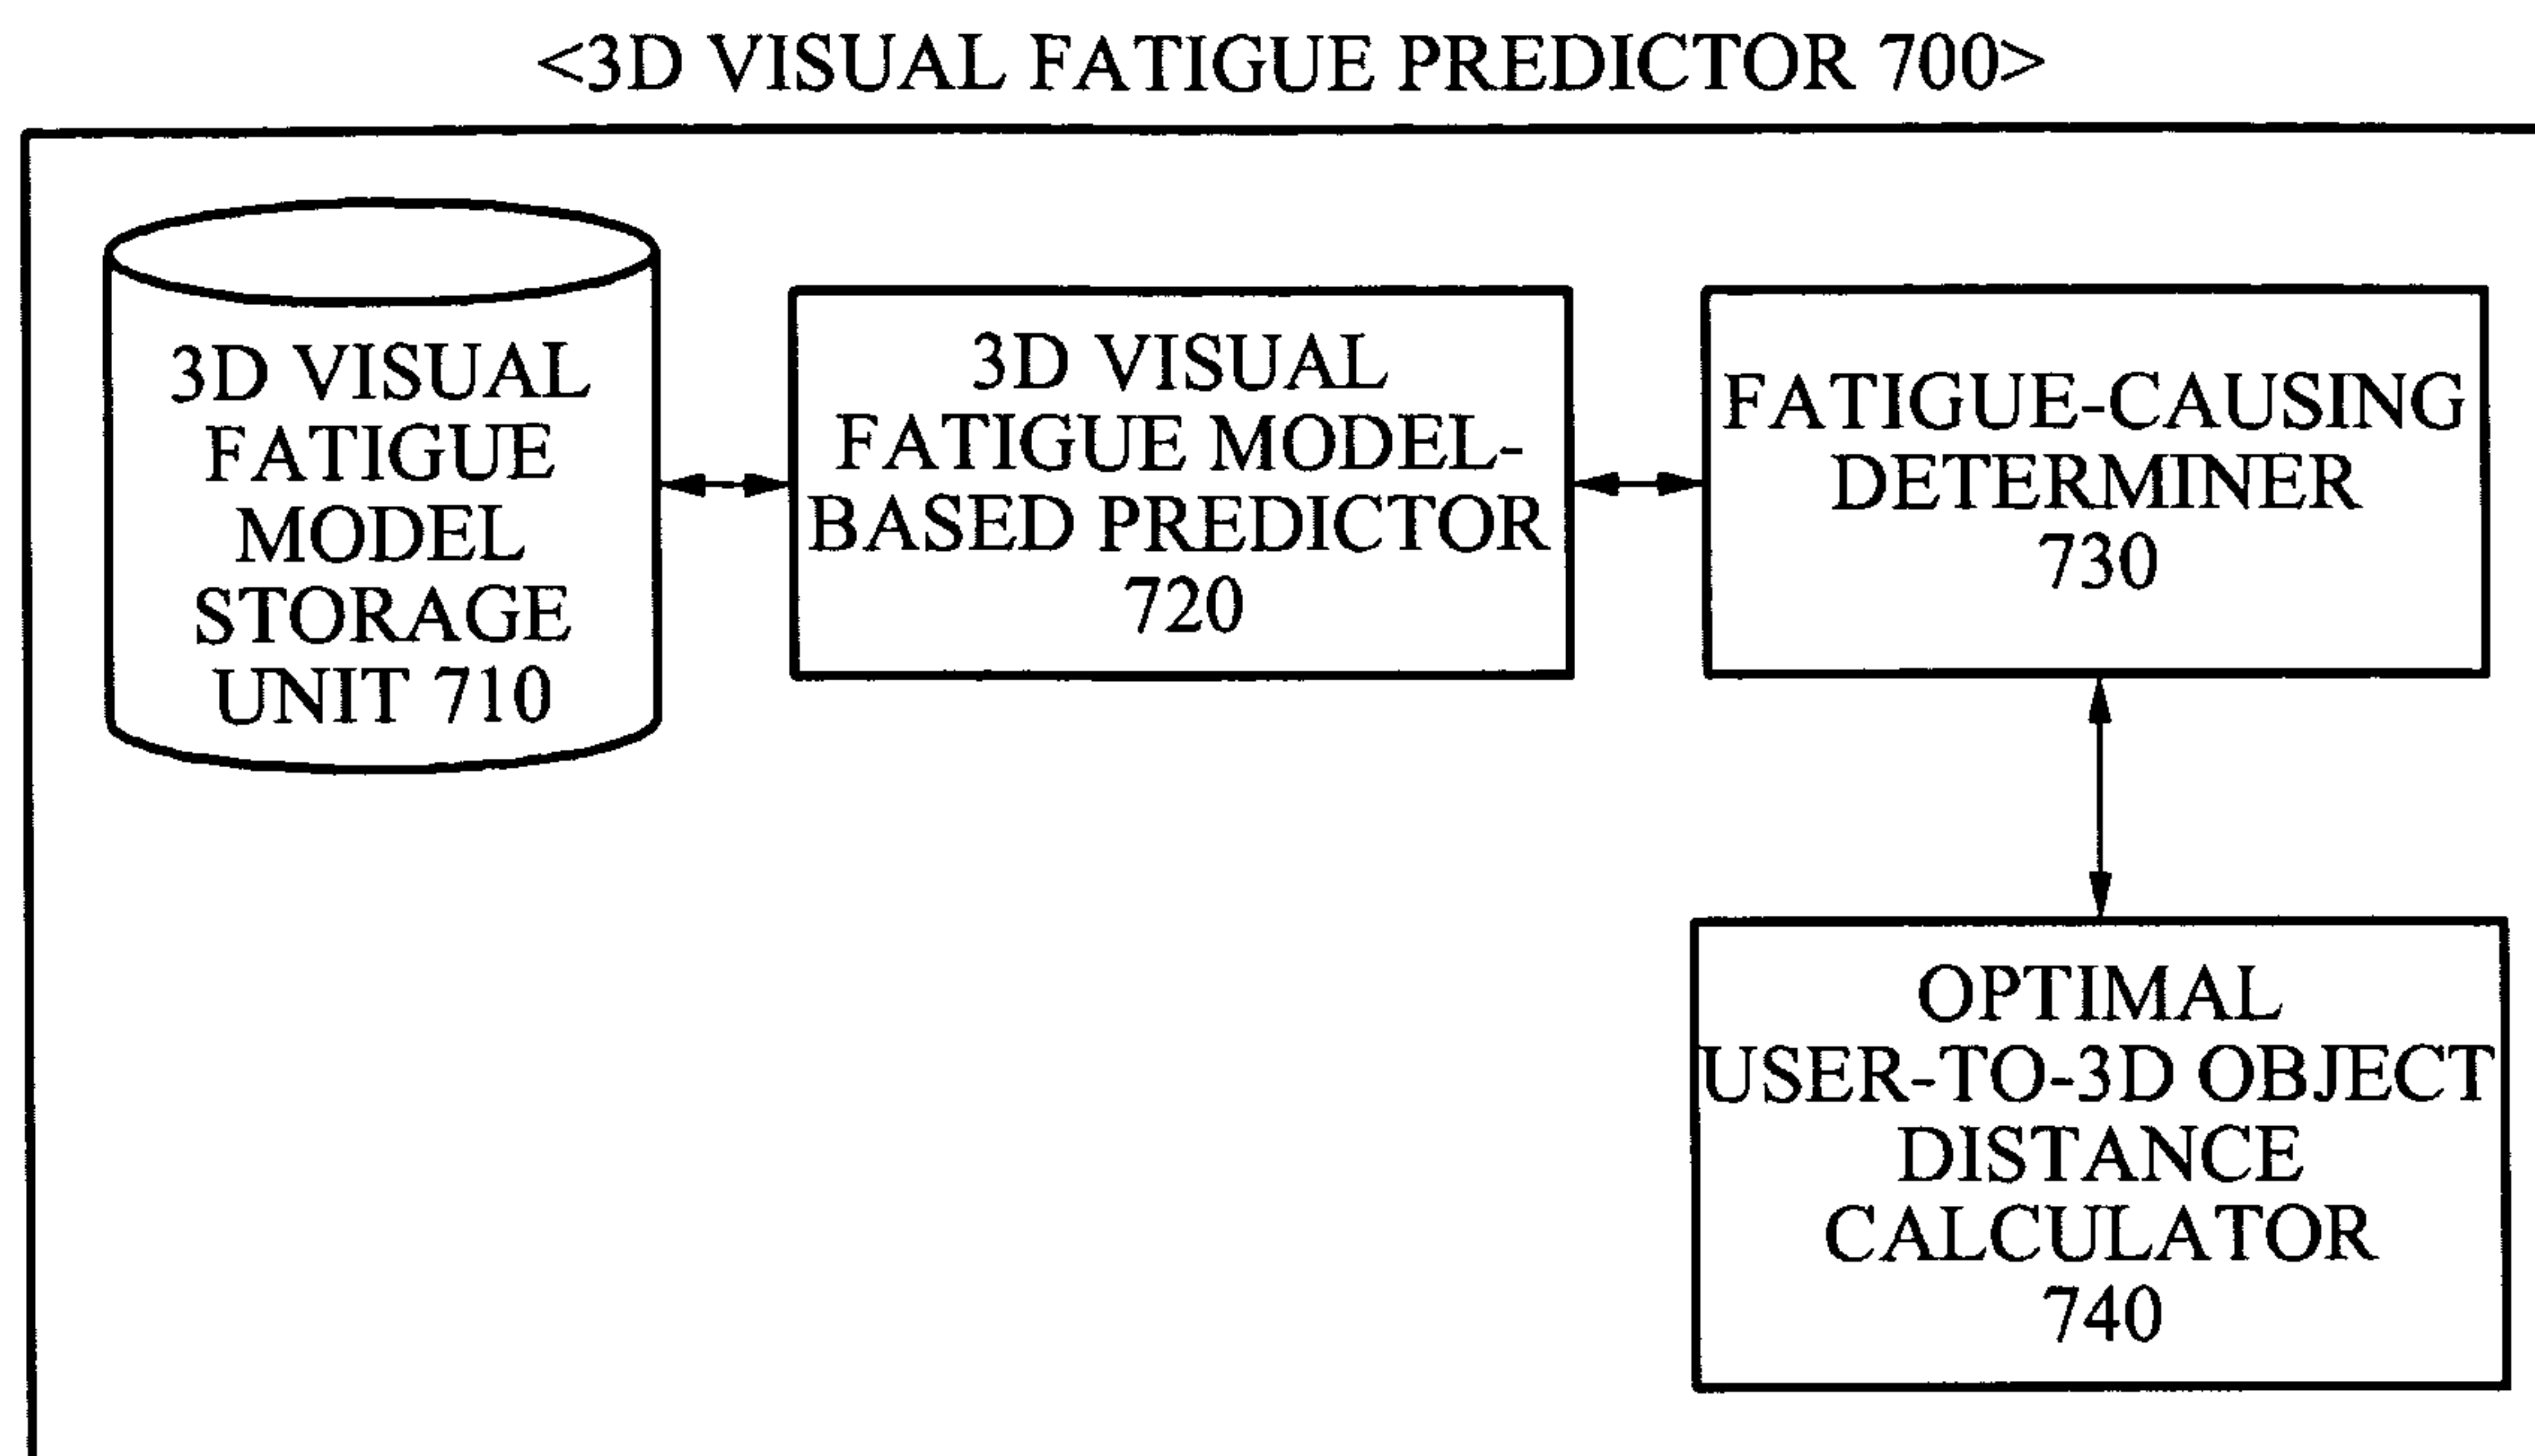 <3D VISUAL FATIGUE PREDICTOR 700>
3D VISUAL
FATIGUE
MODEL
STORAGE
UNIT 710
3D VISUAL
FATIGUE MODEL-
BASED PREDICTOR
720
FATIGUE-CAUSING
DETERMINER
730
OPTIMAL
USER-TO-3D OBJECT
DISTANCE
CALCULATOR
740